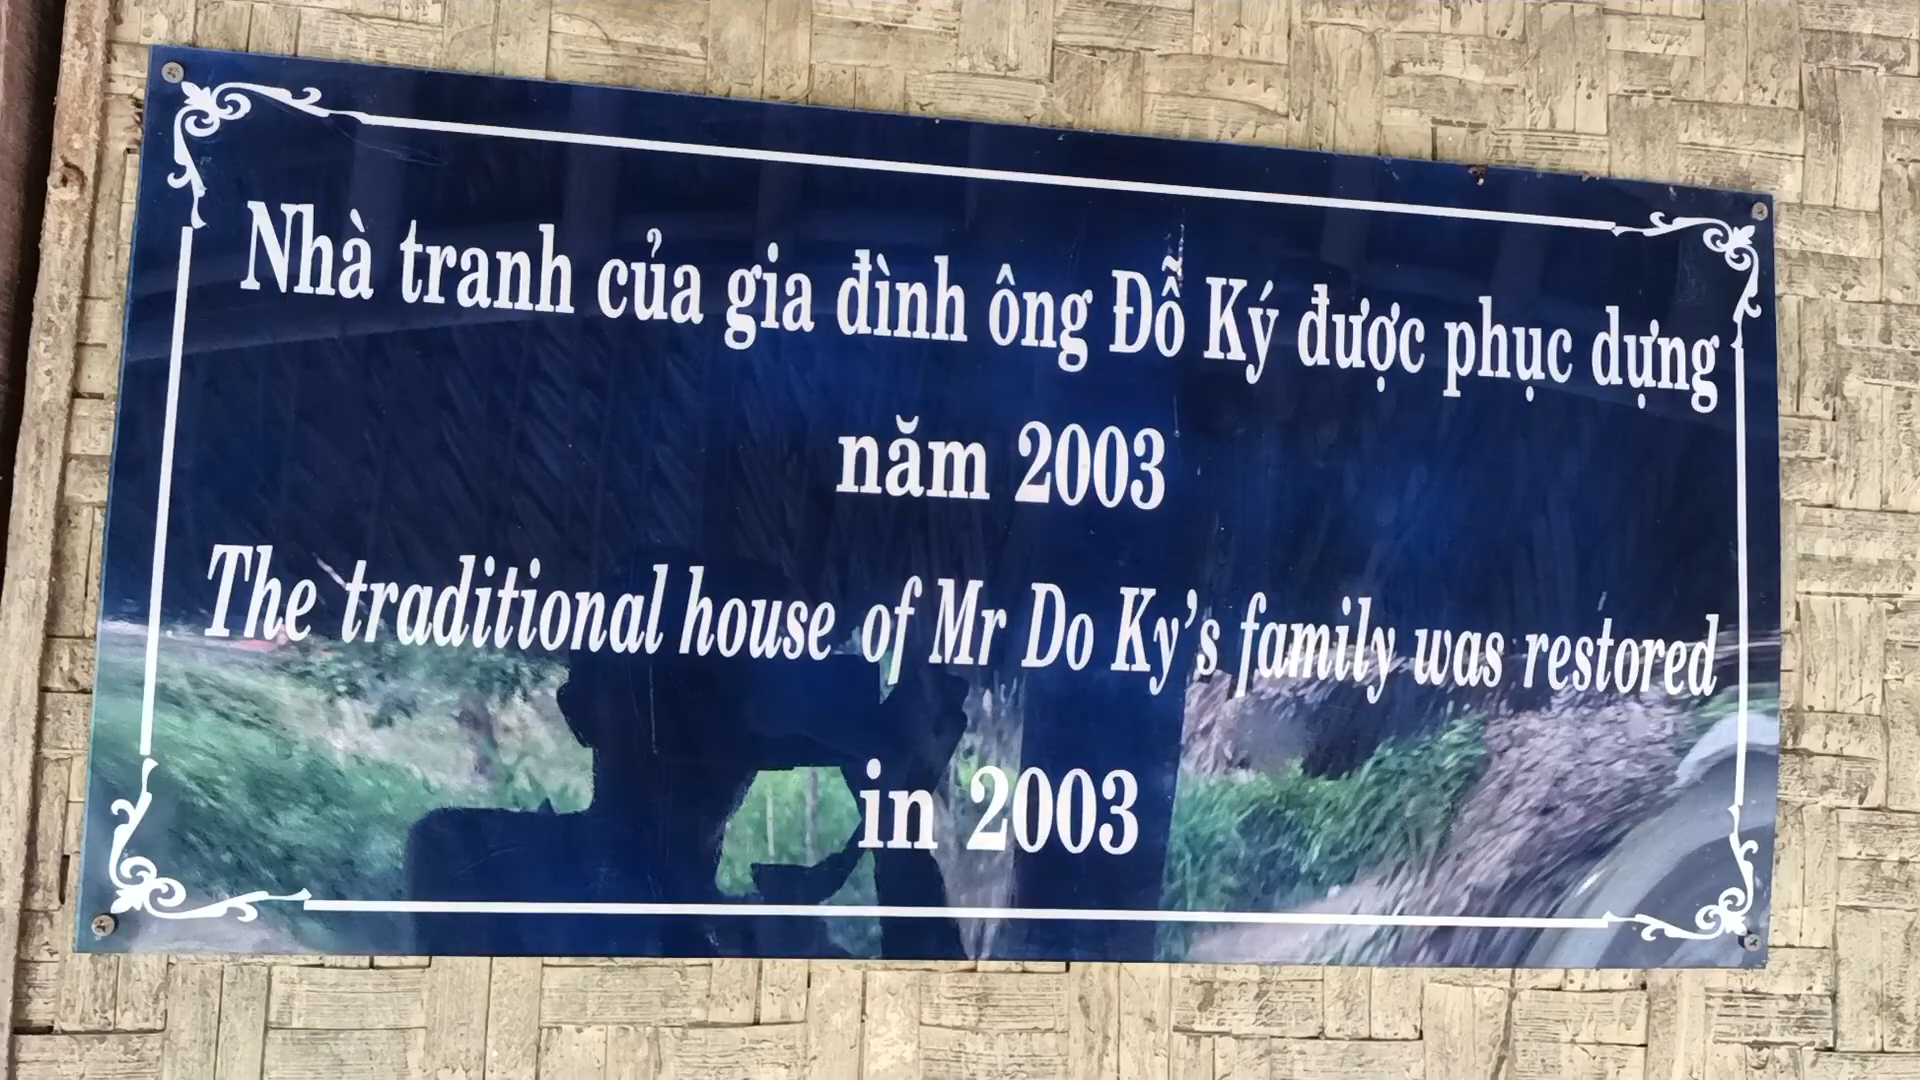 Nhà tranh của gia đình ông Đỗ Ký được phục dựng
năm 2003
The traditional house of Mr Do Ky's family was restored
in 2003